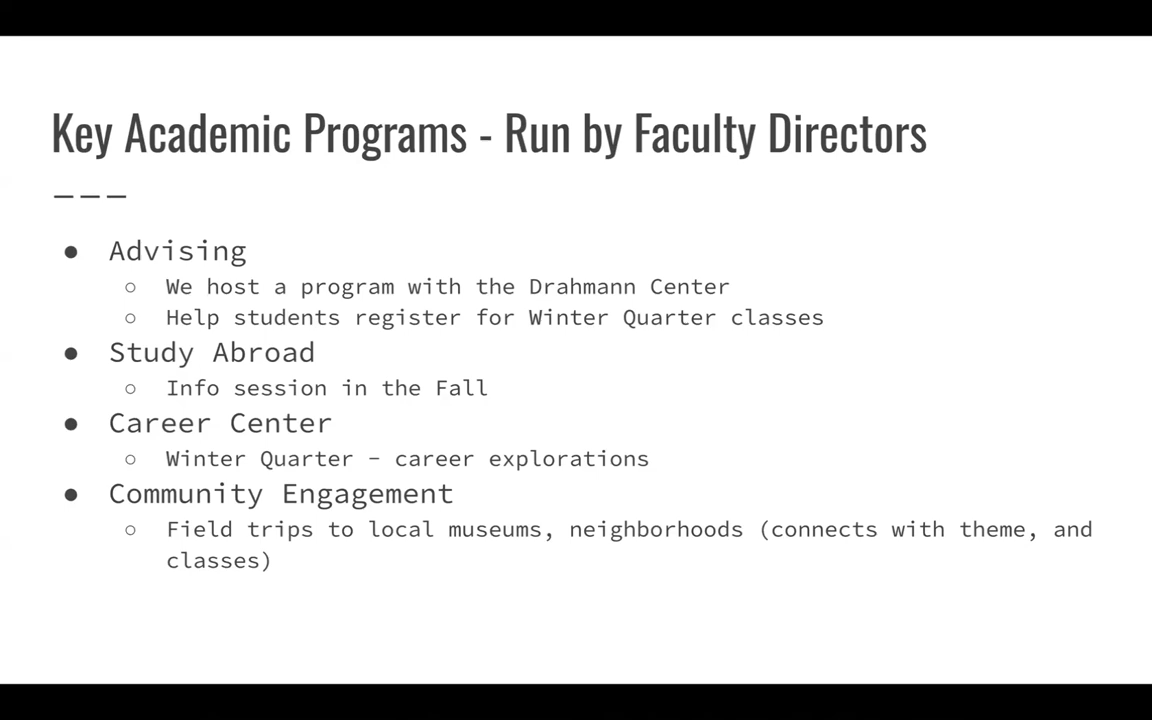 Key Academic Programs - Run by Faculty Directors
● Advising
○ We host a program with the Drahmann Center
○ Help students register for Winter Quarter classes
● Study Abroad
○ Info session in the Fall
● Career Center
○ Winter Quarter - career explorations
● Community Engagement
○ Field trips to local museums, neighborhoods (connects with theme, and
classes)